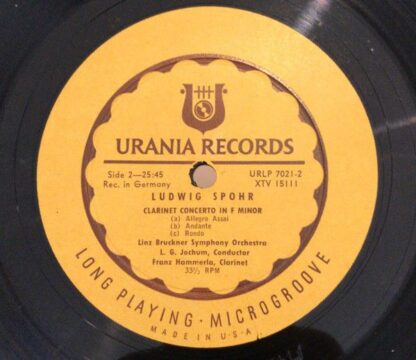 URANIA RECORDS
Side 2—25:45
Rec. in Germany
URLP 7021-2
XTV 15111
LUDWIG SPOHR
CLARINET CONCERTO IN F MINOR
(a) Allegro Assai
(b) Andante
(c) Rondo
Linz Bruckner Symphony Orchestra
L. G. Jochum, Conductor
Franz Hammerla, Clarinet
33⅓ RPM
LONG PLAYING · MICROGROOVE
MADE IN U·S·A